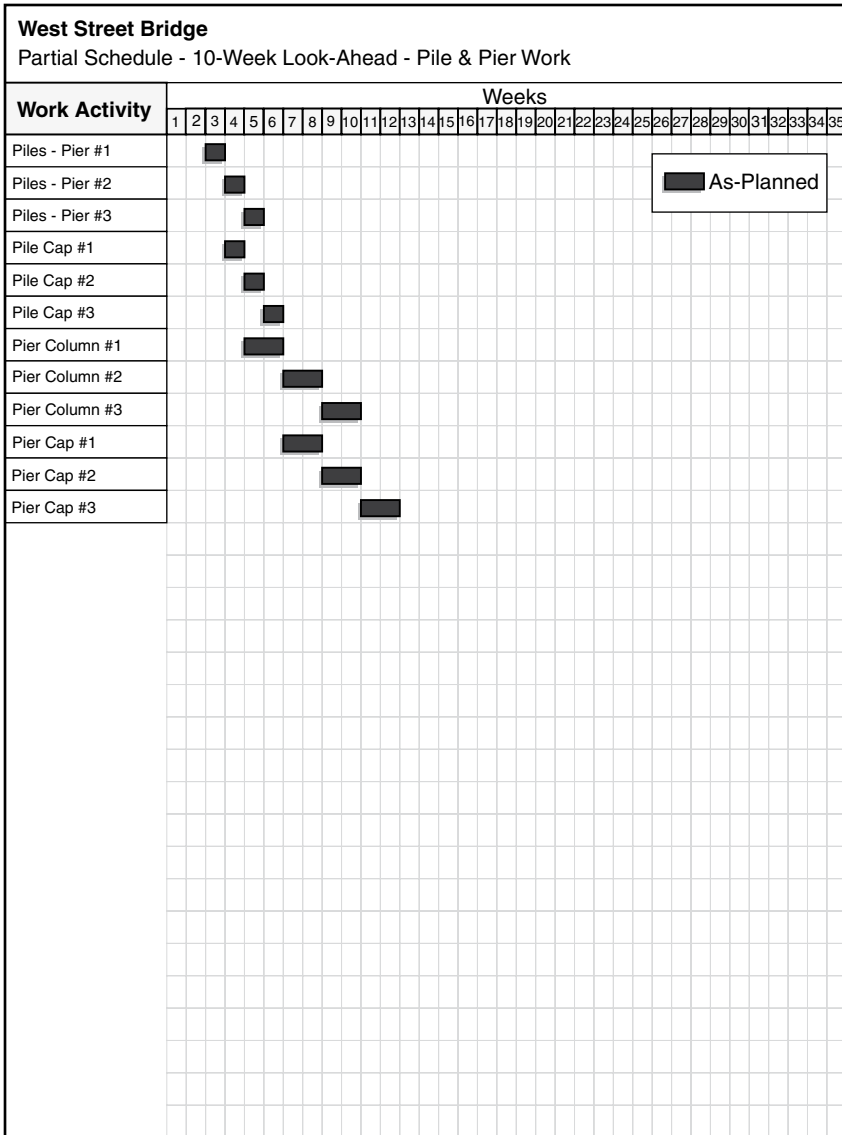 West Street Bridge
Partial Schedule - 10-Week Look-Ahead - Pile & Pier Work
Work Activity
Weeks
1 2 3 4 5 6 7 8 9 10 11 12 13 14 15 16 17 18 19 20 21 22 23 24 25 26 27 28 29 30 31 32 33 34 35
Piles - Pier #1
As-Planned
Piles - Pier #2
Piles - Pier #3
Pile Cap #1
Pile Cap #2
Pile Cap #3
Pier Column #1
Pier Column #2
Pier Column #3
Pier Cap #1
Pier Cap #2
Pier Cap #3